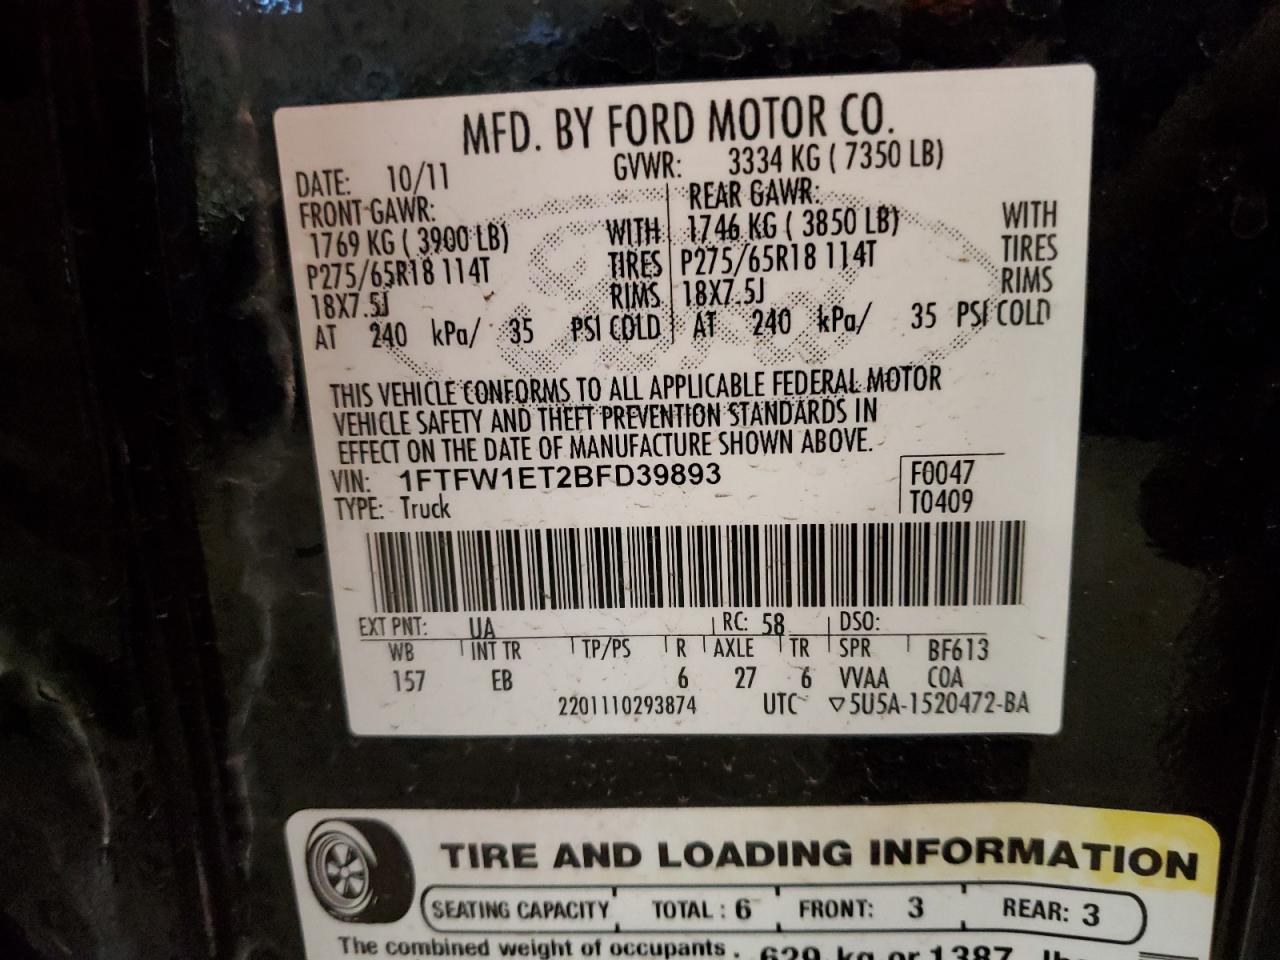 MFD. BY FORD MOTOR CO.
DATE: 10/11 GVWR: 3334 KG ( 7350 LB)
FRONT GAWR: REAR GAWR:
1769 KG ( 3900 LB) WITH 1746 KG ( 3850 LB) WITH
P275/65R18 114T TIRES P275/65R18 114T TIRES
18X7.5J RIMS 18X7.5J RIMS
AT 240 kPa/ 35 PSI COLD AT 240 kPa/ 35 PSI COLD
THIS VEHICLE CONFORMS TO ALL APPLICABLE FEDERAL MOTOR
VEHICLE SAFETY AND THEFT PREVENTION STANDARDS IN
EFFECT ON THE DATE OF MANUFACTURE SHOWN ABOVE.
VIN: 1FTFW1ET2BFD39893 F0047
TYPE: Truck T0409
EXT PNT: UA RC: 58 DSO:
WB INT TR TP/PS R AXLE TR SPR BF613
157 EB 6 27 6 VVAA COA
2201110293874 UTC ▽5U5A-1520472-BA
TIRE AND LOADING INFORMATION
SEATING CAPACITY TOTAL : 6 FRONT: 3 REAR: 3
The combined weight of occupants 629 kg or 1387